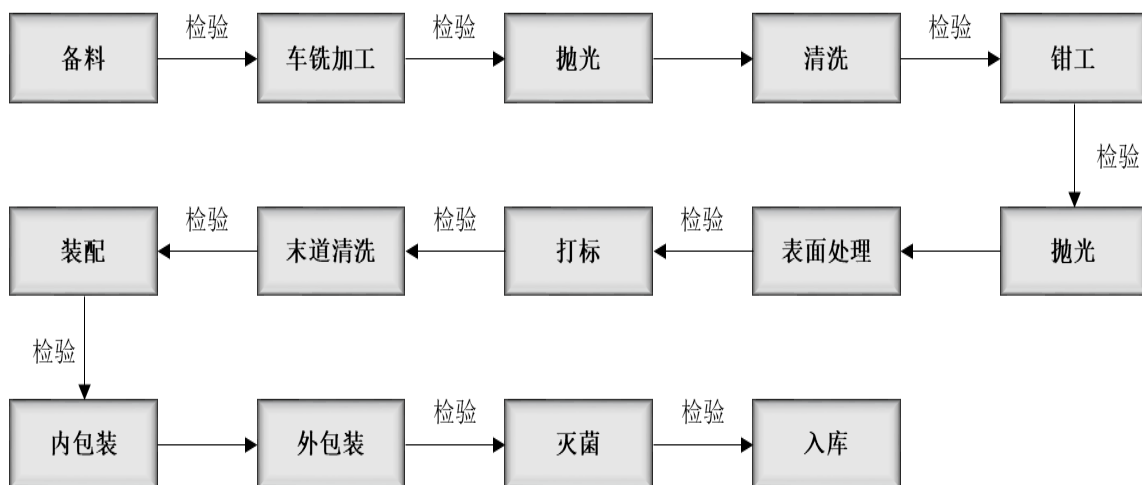 检验
检验
检验
备料
车铣加工
抛光
清洗
钳工
检验
检验
检验
检验
装配
末道清洗
打标
表面处理
抛光
检验
检验
检验
内包装
外包装
灭菌
入库